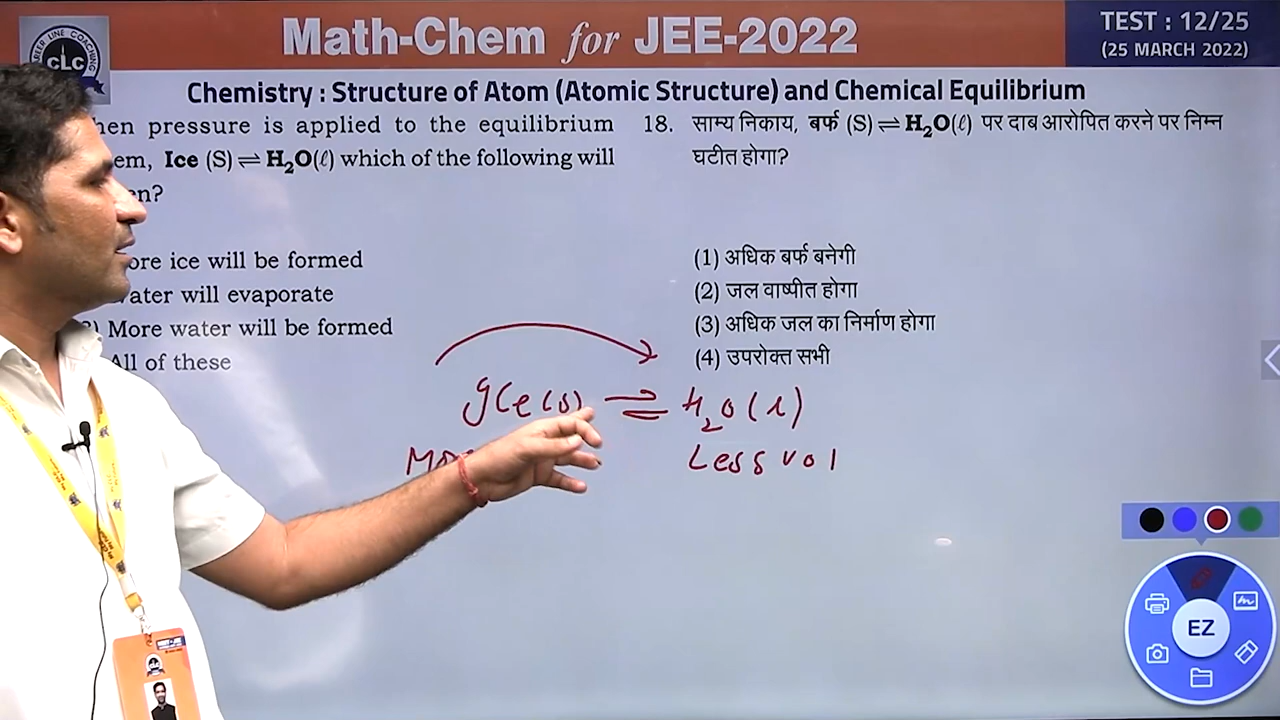 Math-Chem for JEE-2022
TEST : 12/25
(25 MARCH 2022)
CLC
Chemistry : Structure of Atom (Atomic Structure) and Chemical Equilibrium
hen pressure is applied to the equilibrium
em, Ice (S) ⇌ H₂O(ℓ) which of the following will
en?
ore ice will be formed
ater will evaporate
3) More water will be formed
All of these
18. साम्य निकाय, बर्फ (S) ⇌ H₂O(ℓ) पर दाब आरोपित करने पर निम्न
घटीत होगा?
(1) अधिक बर्फ बनेगी
(2) जल वाष्पीत होगा
(3) अधिक जल का निर्माण होगा
(4) उपरोक्त सभी
Ice (s) ⇌ H₂O (l)
Less vol
EZ